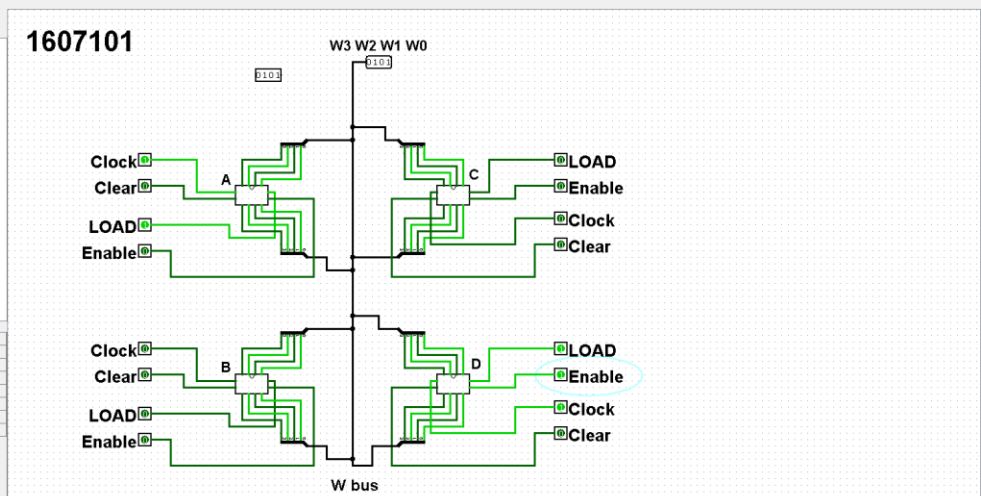 1607101
W3 W2 W1 W0
0101
0101
A
Clock
Clear
LOAD
Enable
C
LOAD
Enable
Clock
Clear
B
Clock
Clear
LOAD
Enable
D
LOAD
Enable
Clock
Clear
W bus